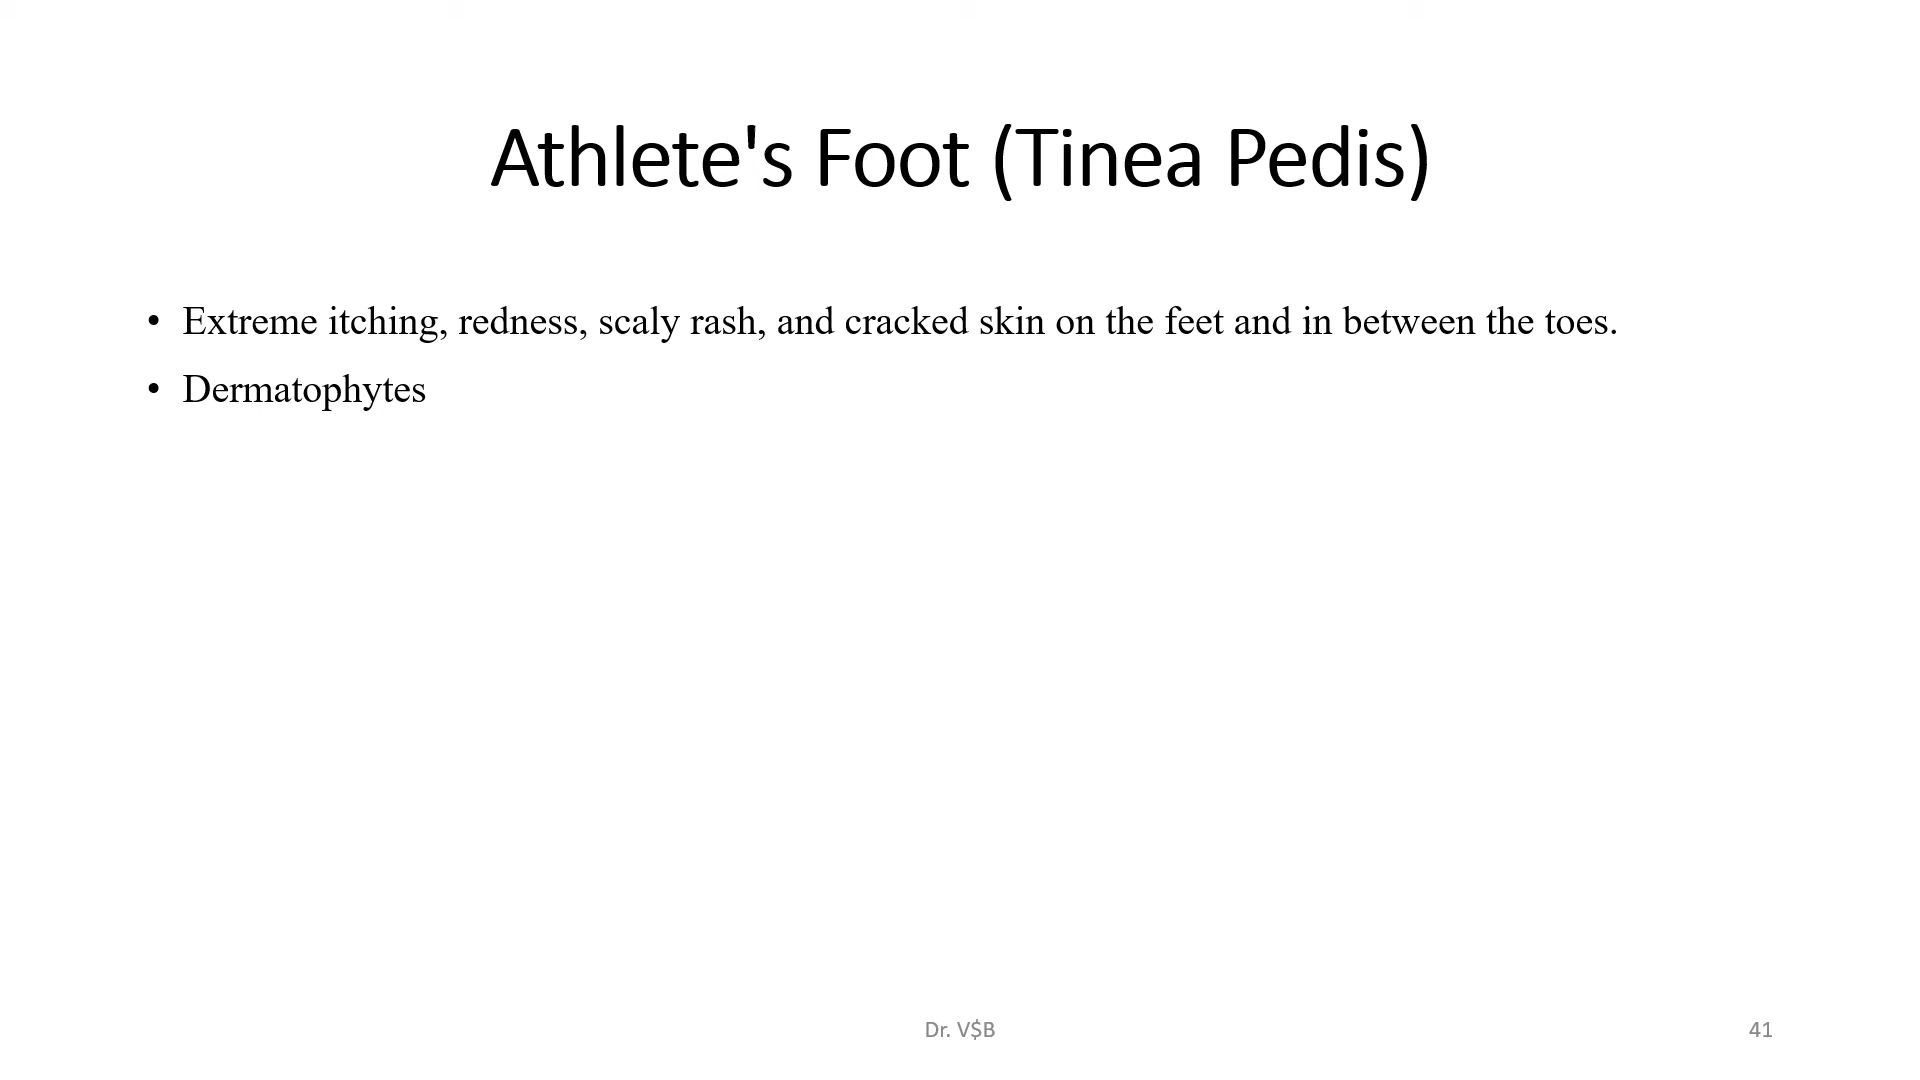 Athlete's Foot (Tinea Pedis)
• Extreme itching, redness, scaly rash, and cracked skin on the feet and in between the toes.
• Dermatophytes
Dr. V$B
41